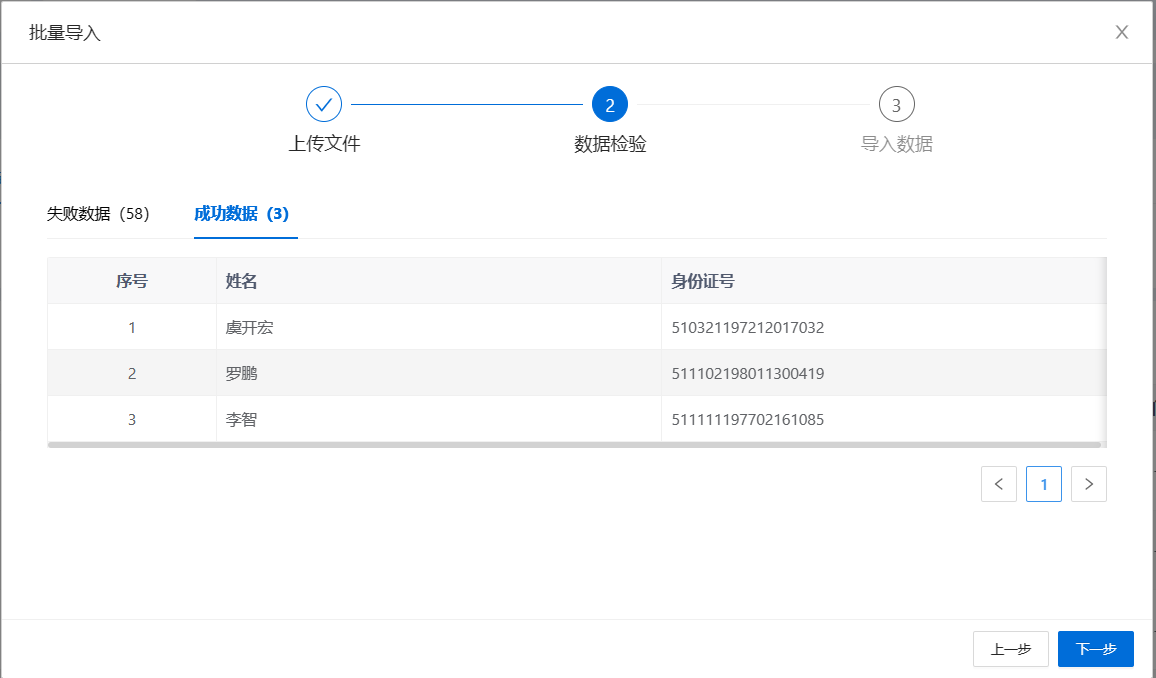 批量导入
2
3
上传文件
数据检验
导入数据
失败数据（58）
成功数据（3）
序号 姓名 身份证号
1 虞开宏 510321197212017032
2 罗鹏 511102198011300419
3 李智 511111197702161085
1
上一步 下一步